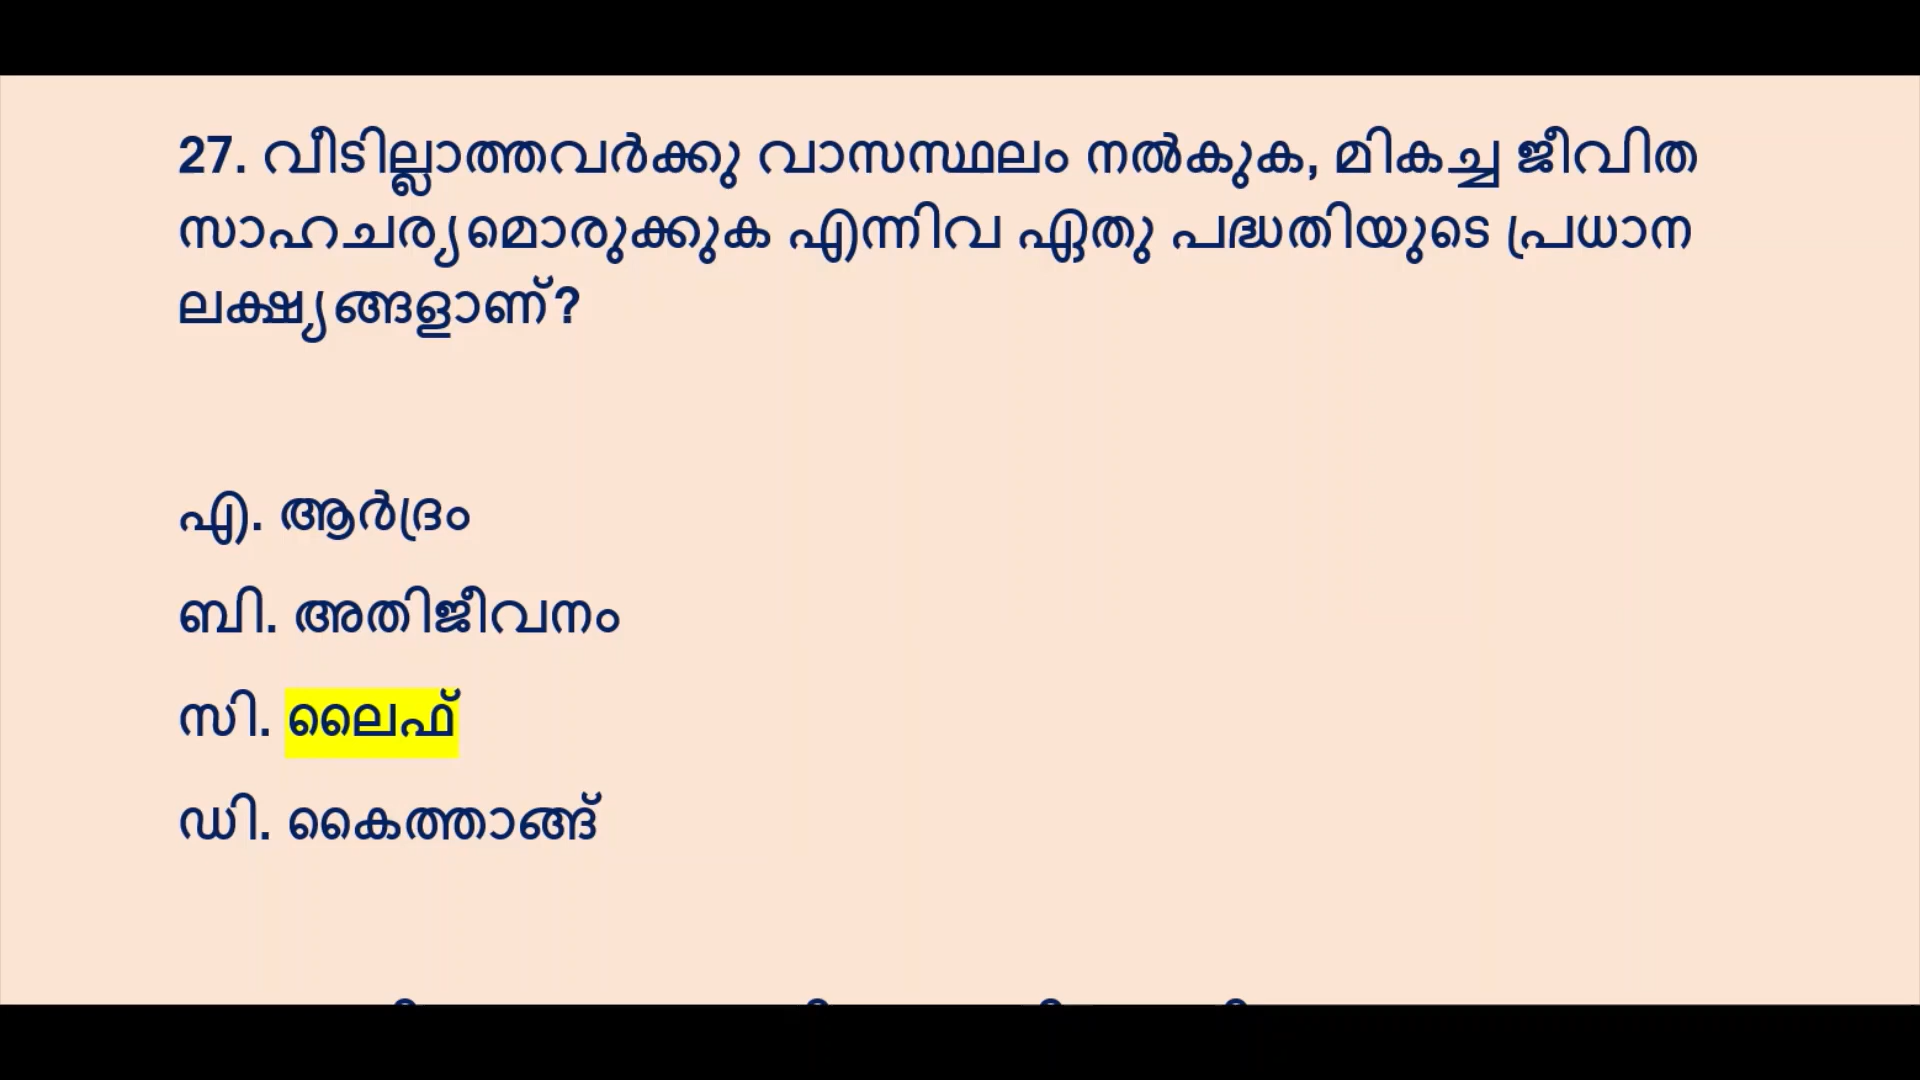 27. വീടില്ലാത്തവർക്കു വാസസ്ഥലം നൽകുക, മികച്ച ജീവിത
സാഹചര്യമൊരുക്കുക എന്നിവ ഏതു പദ്ധതിയുടെ പ്രധാന
ലക്ഷ്യങ്ങളാണ്?
എ. ആർദ്രം
ബി. അതിജീവനം
സി. ലൈഫ്
ഡി. കൈത്താങ്ങ്